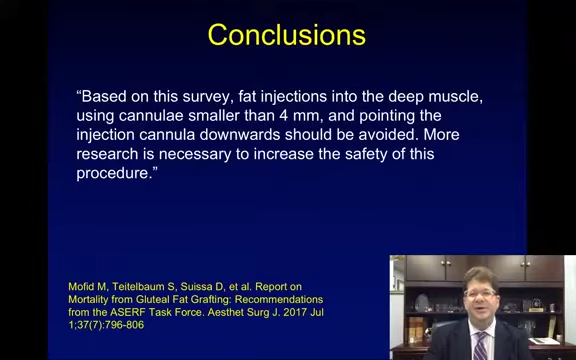 Conclusions
“Based on this survey, fat injections into the deep muscle,
using cannulae smaller than 4 mm, and pointing the
injection cannula downwards should be avoided. More
research is necessary to increase the safety of this
procedure.”
Mofid M, Teitelbaum S, Suissa D, et al. Report on
Mortality from Gluteal Fat Grafting: Recommendations
from the ASERF Task Force. Aesthet Surg J. 2017 Jul
1;37(7):796-806